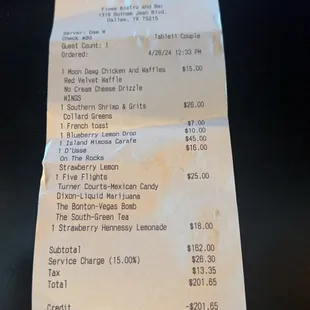 Fives Bistro and Bar
1319 Botham Jean Blvd.
Dallas, TX 75215
Server: Dee M
Check #30 Table11 Couple
Guest Count: 1
Ordered: 4/28/24 12:33 PM
1 Moon Dawg Chicken And Waffles $15.00
Red Velvet Waffle
No Cream Cheese Drizzle
WINGS
1 Southern Shrimp & Grits $26.00
Collard Greens
1 French toast $7.00
1 Blueberry Lemon Drop $10.00
1 Island Mimosa Carafe $45.00
1 D'Usse $16.00
On The Rocks
Strawberry Lemon
1 Five Flights $25.00
Turner Courts-Mexican Candy
Dixon-Liquid Marijuana
The Bonton-Vegas Bomb
The South-Green Tea
1 Strawberry Hennessy Lemonade $18.00
Subtotal $162.00
Service Charge (15.00%) $26.30
Tax $13.35
Total $201.65
Credit -$201.65